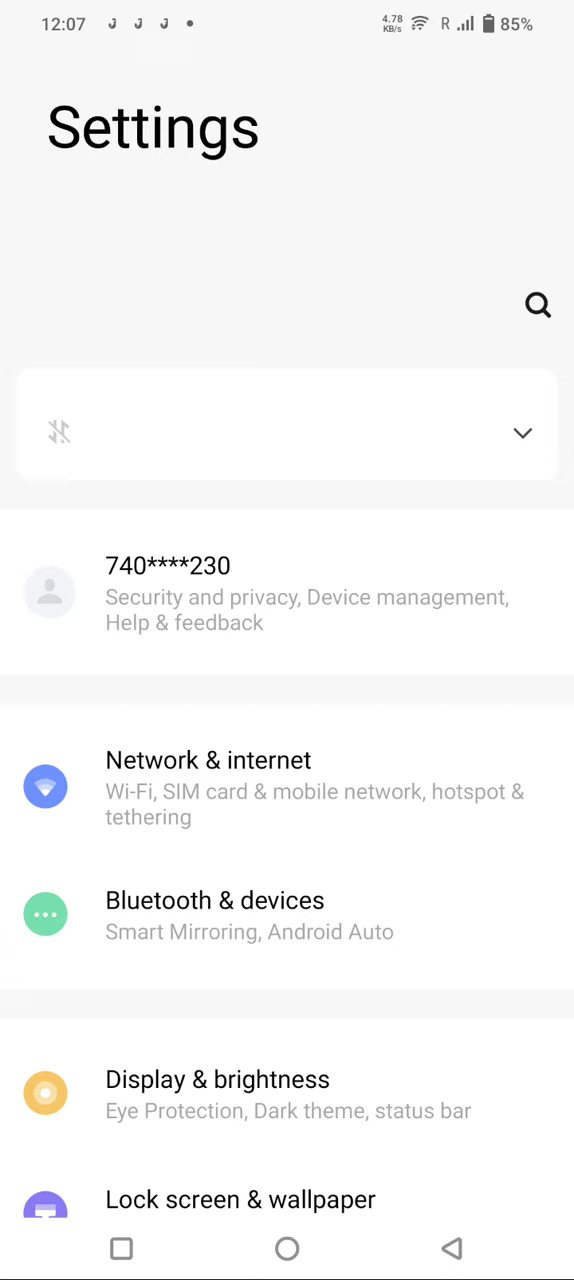 12:07
4.78
KB/s
R
85%
Settings
740****230
Security and privacy, Device management,
Help & feedback
Network & internet
Wi-Fi, SIM card & mobile network, hotspot &
tethering
Bluetooth & devices
Smart Mirroring, Android Auto
Display & brightness
Eye Protection, Dark theme, status bar
Lock screen & wallpaper